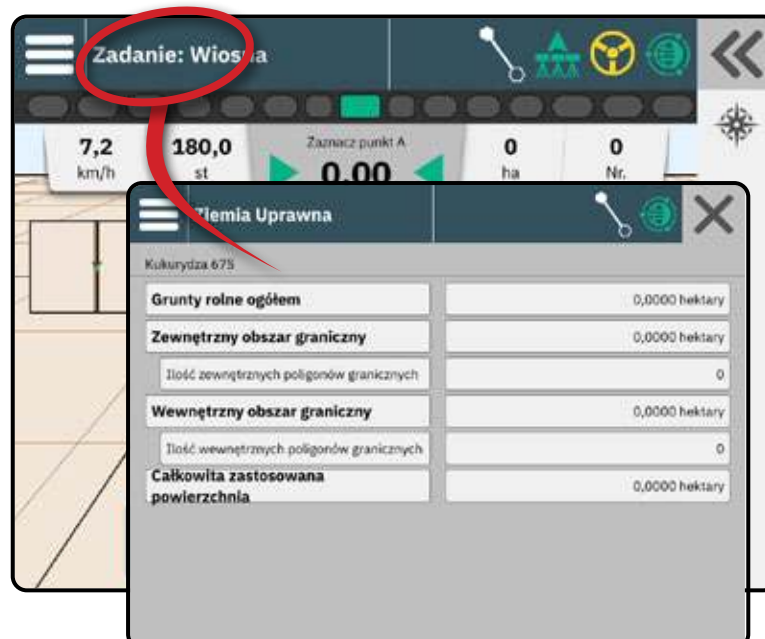 Zadanie: Wiosna
7,2
km/h
180,0
st
Zaznacz punkt A
0.00
0
ha
0
Nr.
Ziemia Uprawna
Kukurydza 675
Grunty rolne ogółem 0,0000 hektary
Zewnętrzny obszar graniczny 0,0000 hektary
Ilość zewnętrznych poligonów granicznych 0
Wewnętrzny obszar graniczny 0,0000 hektary
Ilość wewnętrznych poligonów granicznych 0
Całkowita zastosowana
powierzchnia 0,0000 hektary